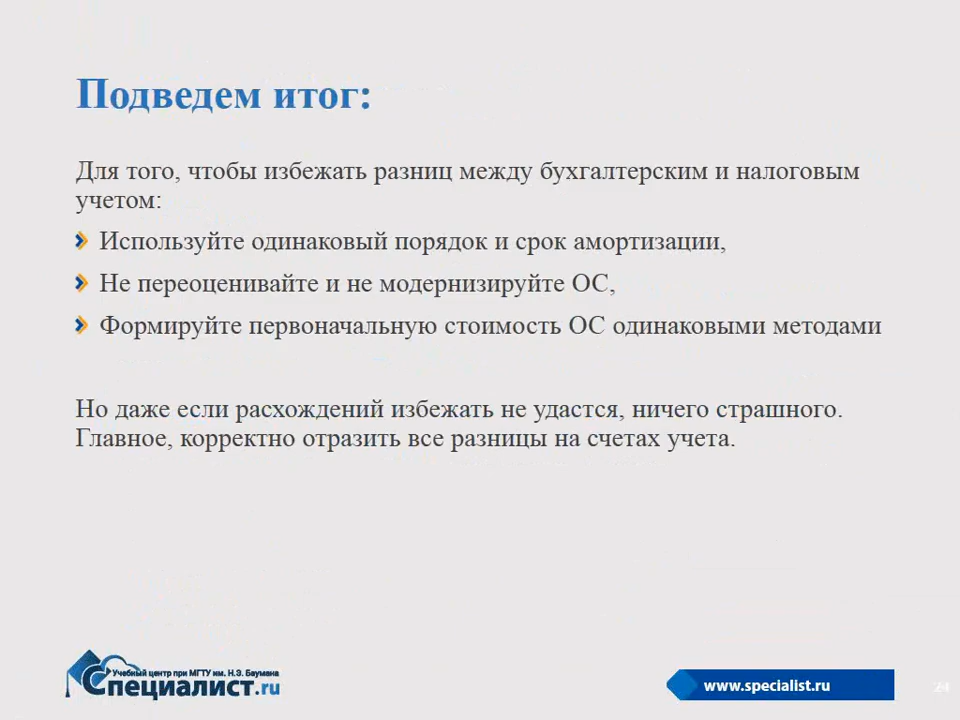 Подведем итог:
Для того, чтобы избежать разниц между бухгалтерским и налоговым
учетом:
Используйте одинаковый порядок и срок амортизации,
Не переоценивайте и не модернизируйте ОС,
Формируйте первоначальную стоимость ОС одинаковыми методами
Но даже если расхождений избежать не удастся, ничего страшного.
Главное, корректно отразить все разницы на счетах учета.
Учебный центр при МГТУ им. Н.Э. Баумана
Специалист.ru
www.specialist.ru
24